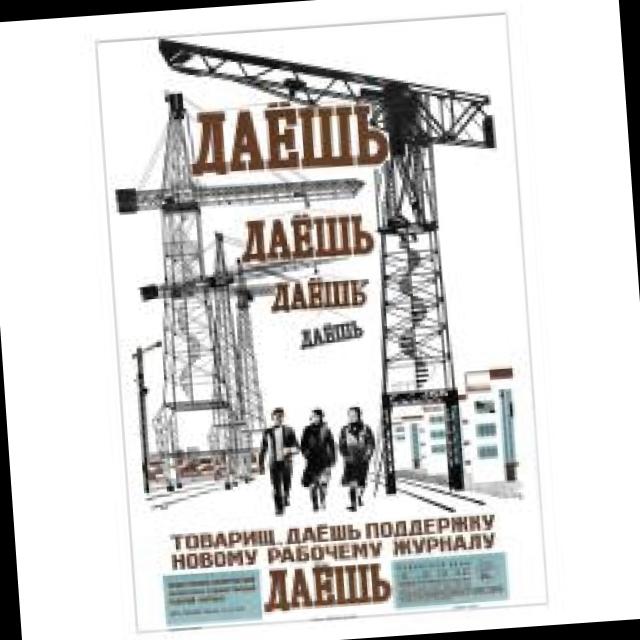 ДАЁШЬ
ДАЁШЬ
ДАЁШЬ
ДАЁШЬ
ТОВАРИЩ, ДАЁШЬ ПОДДЕРЖКУ
НОВОМУ РАБОЧЕМУ ЖУРНАЛУ
ДАЁШЬ